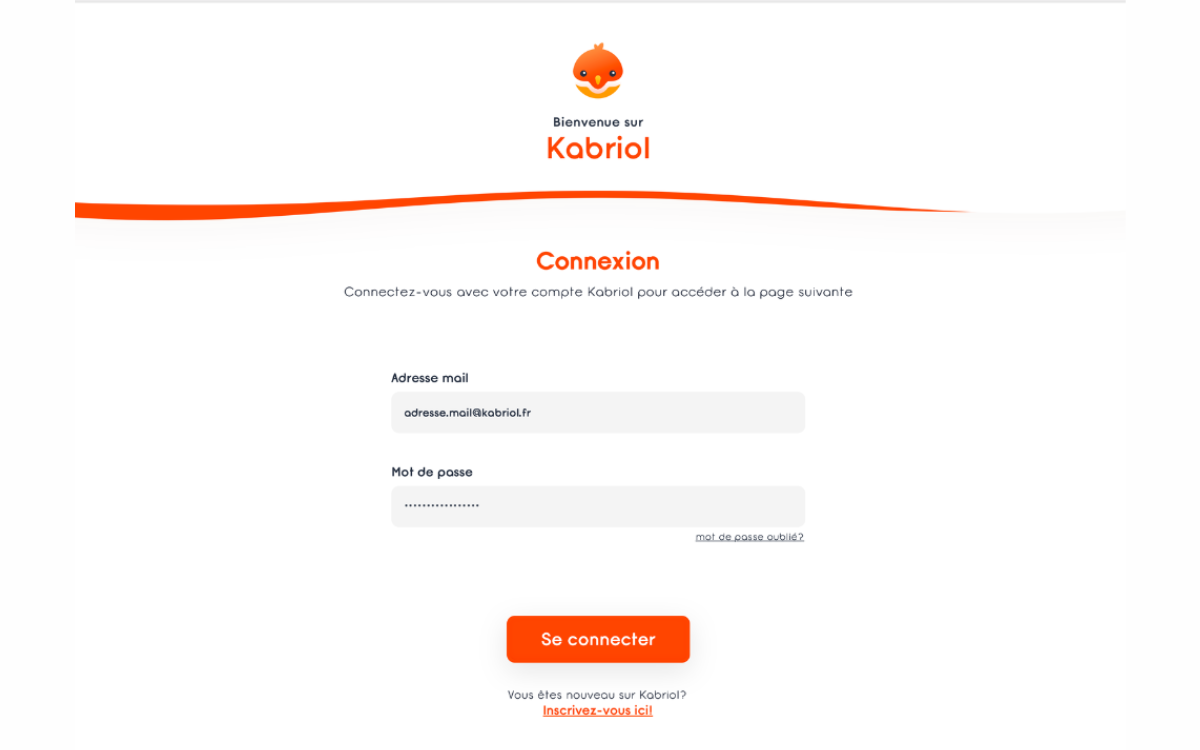 Bienvenue sur
Kabriol
Connexion
Connectez-vous avec votre compte Kabriol pour accéder à la page suivante
Adresse mail
adresse.mail@kabriol.fr
Mot de passe
•••••••••••••••••
mot de passe oublié?
Se connecter
Vous êtes nouveau sur Kabriol?
Inscrivez-vous ici!